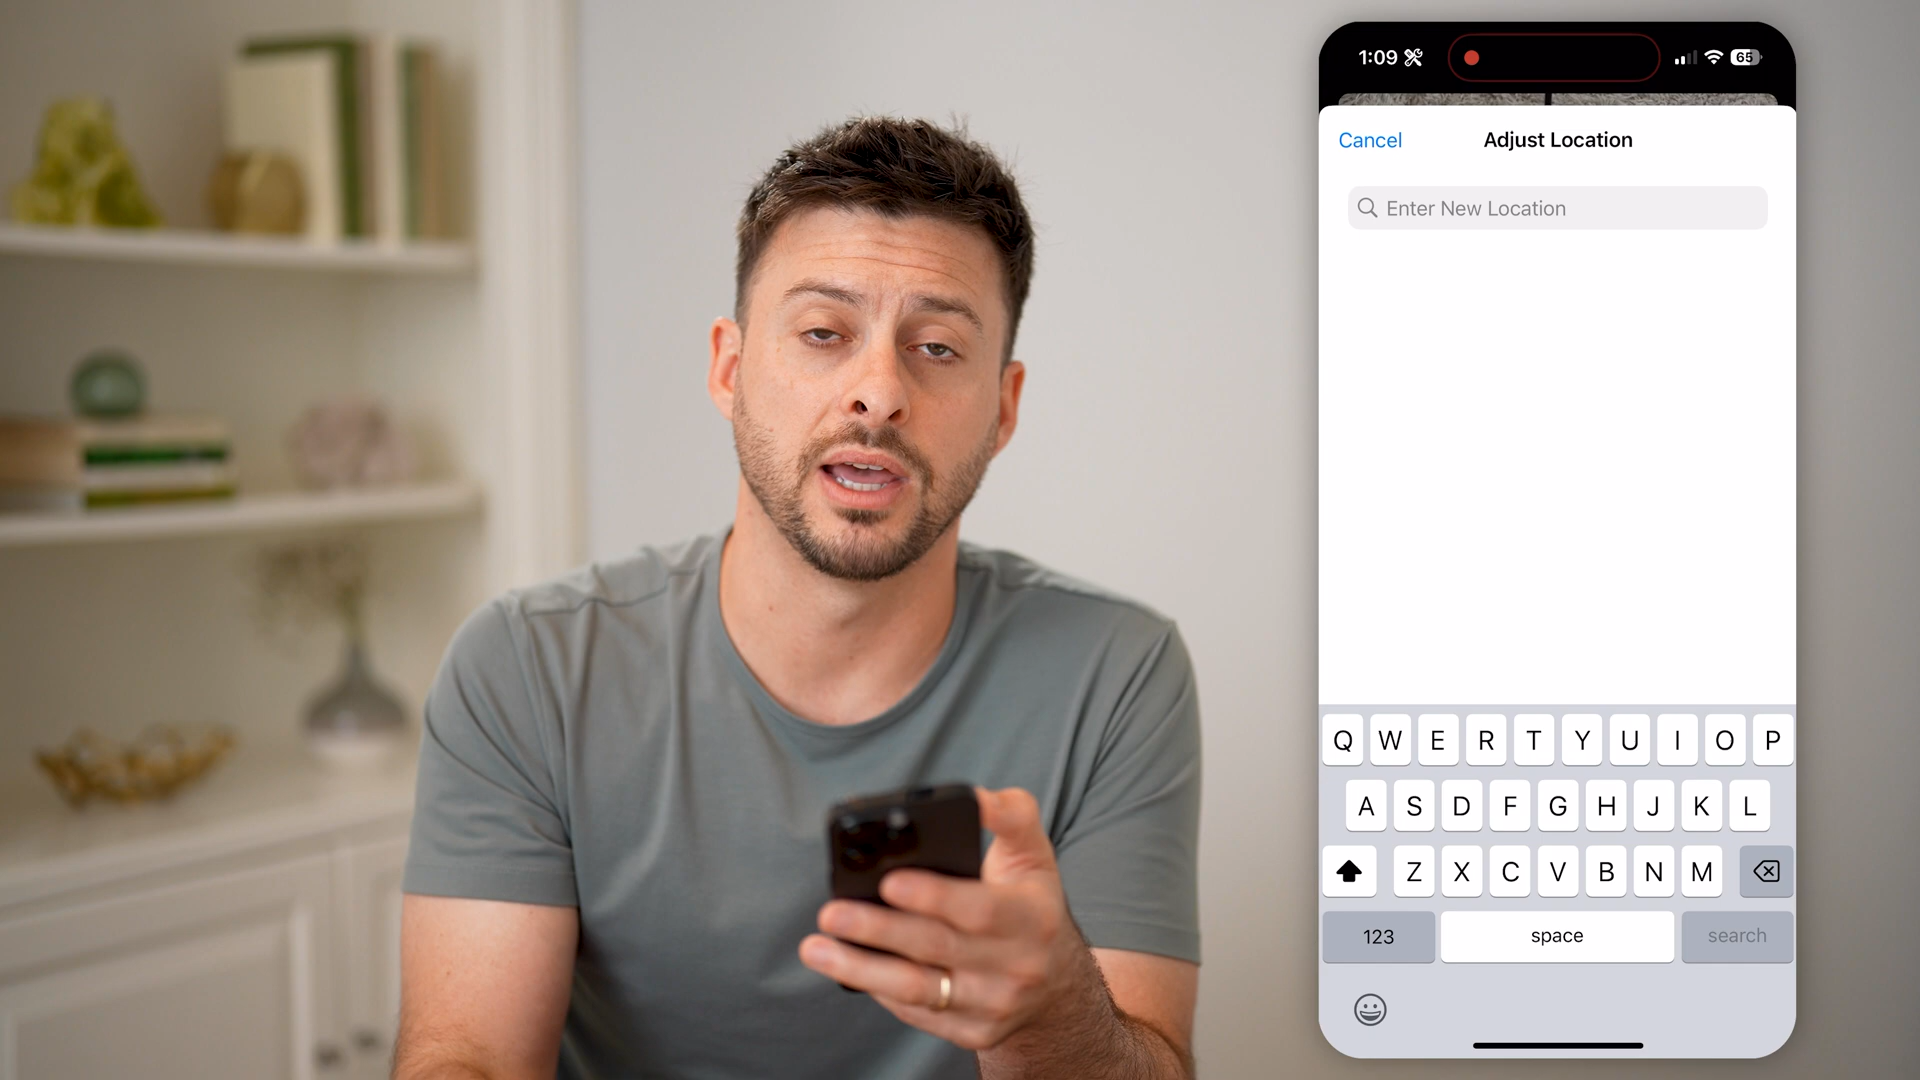 1:09
65
Cancel
Adjust Location
Enter New Location
Q W E R T Y U I O P
A S D F G H J K L
Z X C V B N M
123
space
search